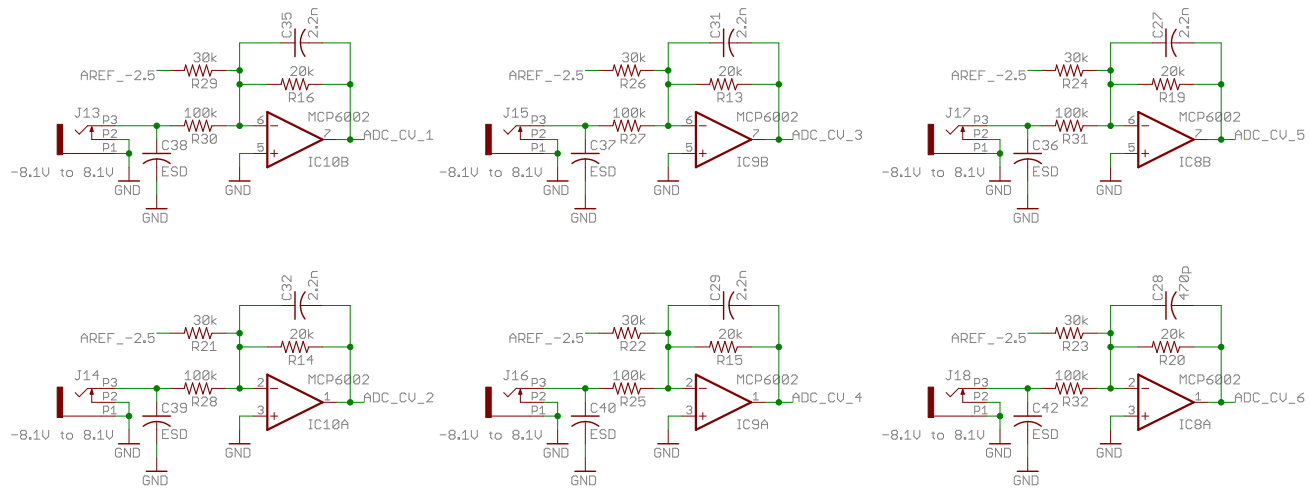 C35
2.2n
30k
AREF_-2.5
R29
20k
R16
J13
P3
P2
P1
100k
R30
MCP6002
6
7
5
ADC_CV_1
IC10B
C38
ESD
-8.1V to 8.1V
GND
GND
GND
C31
2.2n
30k
AREF_-2.5
R26
20k
R13
J15
P3
P2
P1
100k
R27
MCP6002
6
7
5
ADC_CV_3
IC9B
C37
ESD
-8.1V to 8.1V
GND
GND
GND
C27
2.2n
30k
AREF_-2.5
R24
20k
R19
J17
P3
P2
P1
100k
R31
MCP6002
6
7
5
ADC_CV_5
IC8B
C36
ESD
-8.1V to 8.1V
GND
GND
GND
C32
2.2n
30k
AREF_-2.5
R21
20k
R14
J14
P3
P2
P1
100k
R28
MCP6002
2
1
3
ADC_CV_2
IC10A
C39
ESD
-8.1V to 8.1V
GND
GND
GND
C29
2.2n
30k
AREF_-2.5
R22
20k
R15
J16
P3
P2
P1
100k
R25
MCP6002
2
1
3
ADC_CV_4
IC9A
C40
ESD
-8.1V to 8.1V
GND
GND
GND
C28
470p
30k
AREF_-2.5
R23
20k
R20
J18
P3
P2
P1
100k
R32
MCP6002
2
1
3
ADC_CV_6
IC8A
C42
ESD
-8.1V to 8.1V
GND
GND
GND